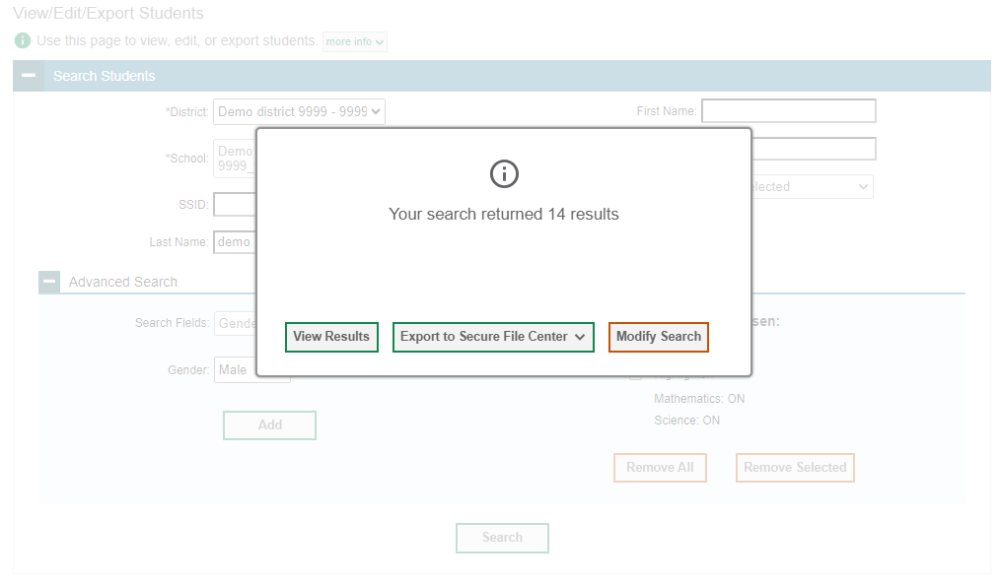 View/Edit/Export Students
Use this page to view, edit, or export students. more info
Search Students
*District: Demo district 9999 - 9999
First Name:
*School: Demo
9999_
SSID:
Last Name: demo
Your search returned 14 results
View Results
Export to Secure File Center
Modify Search
Advanced Search
Search Fields:
Gender: Male
Mathematics: ON
Science: ON
Add
Remove All
Remove Selected
Search